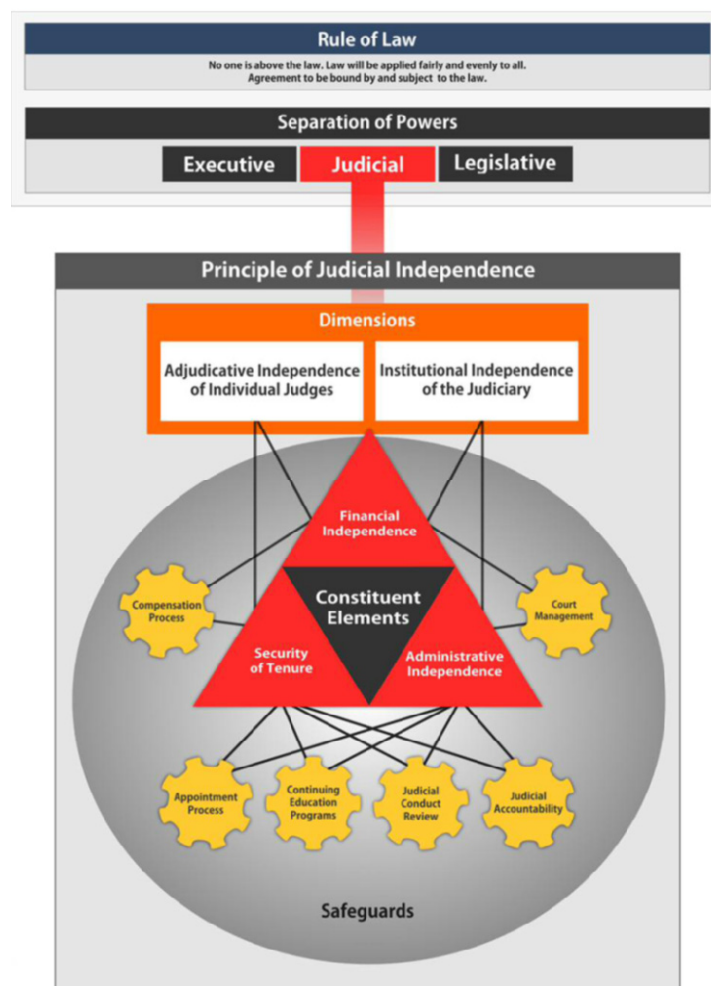 Rule of Law
No one is above the law. Law will be applied fairly and evenly to all.
Agreement to be bound by and subject to the law.
Separation of Powers
Executive
Judicial
Legislative
Principle of Judicial Independence
Dimensions
Adjudicative Independence
of Individual Judges
Institutional Independence
of the Judiciary
Financial
Independence
Compensation
Process
Constituent
Elements
Court
Management
Security
of Tenure
Administrative
Independence
Appointment
Process
Continuing
Education
Programs
Judicial
Conduct
Review
Judicial
Accountability
Safeguards